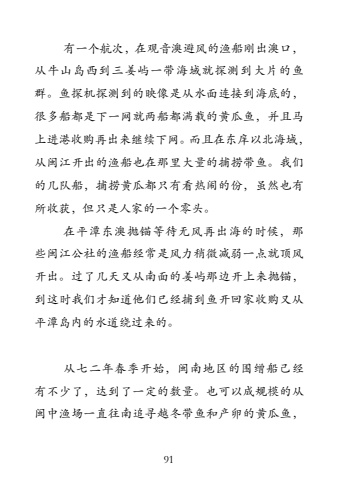 有一个航次，在观音澳避风的渔船刚出澳口，
从牛山岛西到三姜屿一带海域就探测到大片的鱼
群。鱼探机探测到的映像是从水面连接到海底的，
很多船都是下一网就两船都满载的黄瓜鱼，并且马
上进港收购再出来继续下网。而且在东庠以北海域，
从闽江开出的渔船也在那里大量的捕捞带鱼。我们
的几队船，捕捞黄瓜都只有看热闹的份，虽然也有
所收获，但只是人家的一个零头。
在平潭东澳抛锚等待无风再出海的时候，那
些闽江公社的渔船经常是风力稍微减弱一点就顶风
开出。过了几天又从南面的姜屿那边开上来抛锚，
到这时我们才知道他们已经捕到鱼开回家收购又从
平潭岛内的水道绕过来的。
从七二年春季开始，闽南地区的围缯船已经
有不少了，达到了一定的数量。也可以成规模的从
闽中渔场一直往南追寻越冬带鱼和产卵的黄瓜鱼，
91